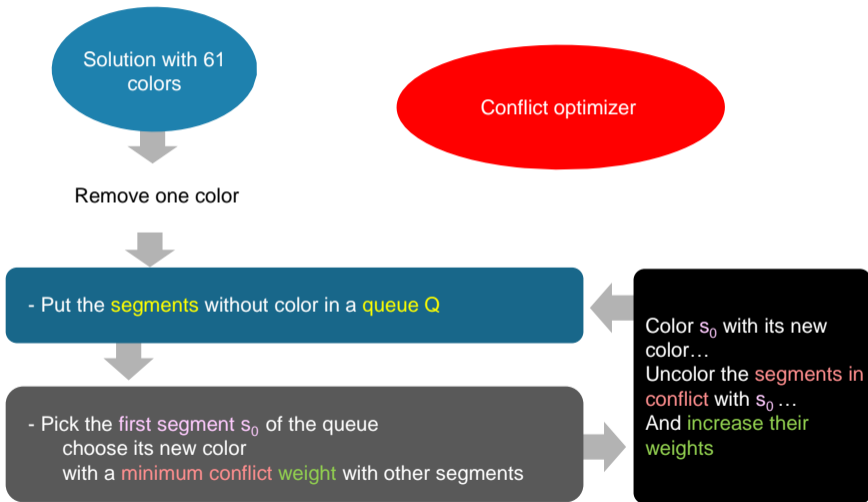 Solution with 61
colors
Conflict optimizer
Remove one color
- Put the segments without color in a queue Q
- Pick the first segment s₀ of the queue
choose its new color
with a minimum conflict weight with other segments
Color s₀ with its new
color…
Uncolor the segments in
conflict with s₀ …
And increase their
weights